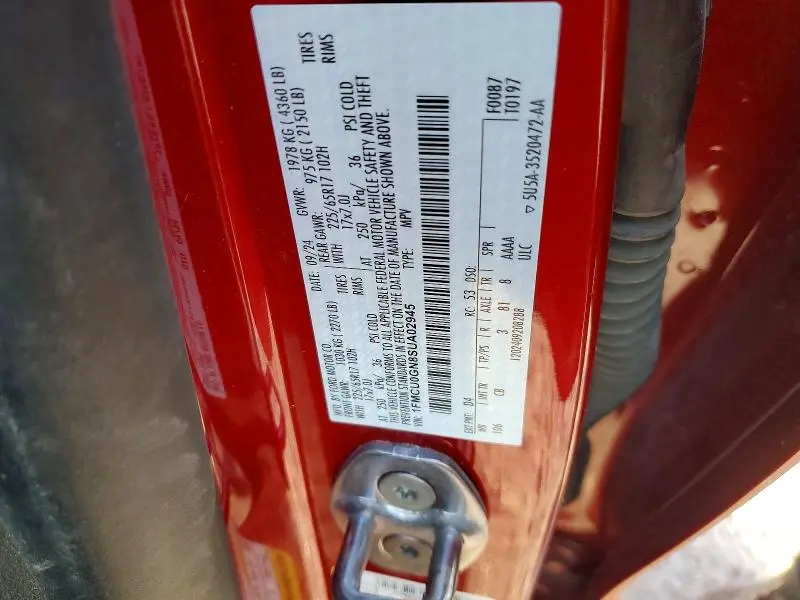 MFD. BY FORD MOTOR CO.
DATE: 09/24 GVWR: 1978 KG ( 4360 LB)
FRONT GAWR: 1030 KG ( 2270 LB) REAR GAWR: 975 KG ( 2150 LB)
WITH 225/65R17 102H TIRES WITH 225/65R17 102H TIRES
17x7.0J RIMS 17x7.0J RIMS
AT 250 kPa/ 36 PSI COLD AT 250 kPa/ 36 PSI COLD
THIS VEHICLE CONFORMS TO ALL APPLICABLE FEDERAL MOTOR VEHICLE SAFETY AND THEFT
PREVENTION STANDARDS IN EFFECT ON THE DATE OF MANUFACTURE SHOWN ABOVE.
VIN: 1FMCU0GN8SUA02945 TYPE: MPV
EXT PNT: D4 RC: 53 DSO: F0087
T0197
WB INT TR TP/PS R AXLE TR SPR
106 CB 3 B1 8 AAAA
ULC
1202409208288
5U5A-3520472-AA